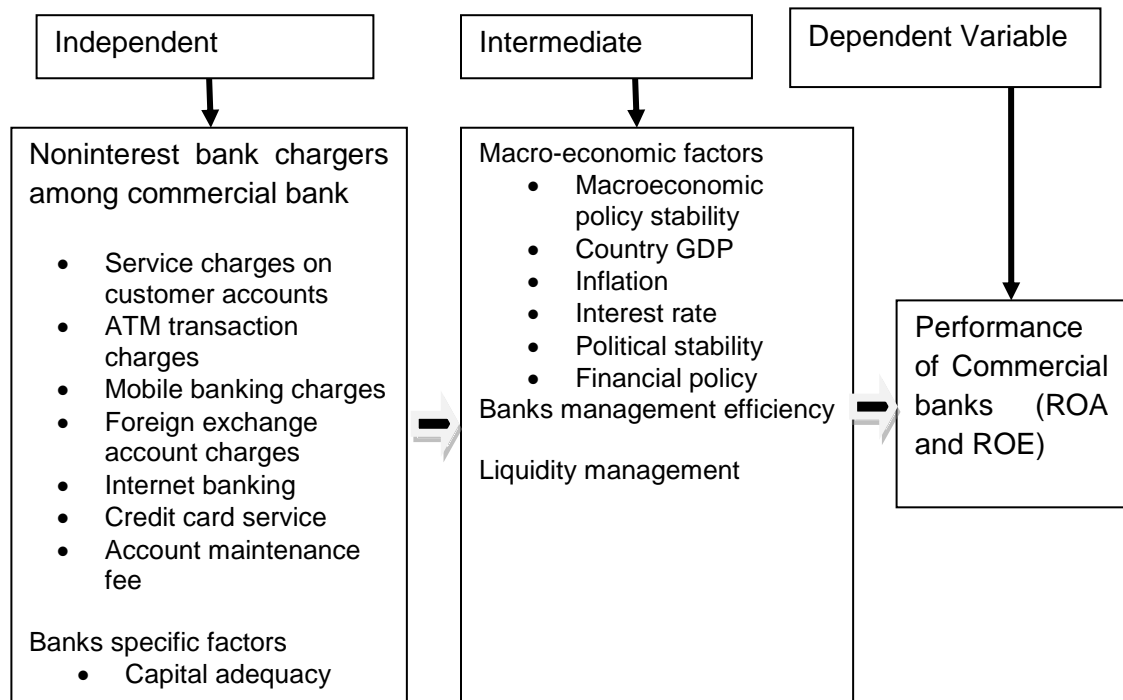 Independent
Intermediate
Dependent Variable
Noninterest bank chargers
among commercial bank
• Service charges on
customer accounts
• ATM transaction
charges
• Mobile banking charges
• Foreign exchange
account charges
• Internet banking
• Credit card service
• Account maintenance
fee
Banks specific factors
• Capital adequacy
Macro-economic factors
• Macroeconomic
policy stability
• Country GDP
• Inflation
• Interest rate
• Political stability
• Financial policy
Banks management efficiency
Liquidity management
Performance
of Commercial
banks (ROA
and ROE)